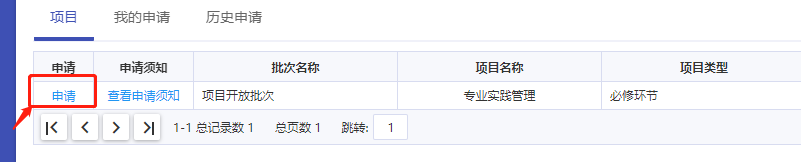 项目 我的申请 历史申请
申请 申请须知 批次名称 项目名称 项目类型
申请 查看申请须知 项目开放批次 专业实践管理 必修环节
1-1 总记录数 1 总页数 1 跳转: 1